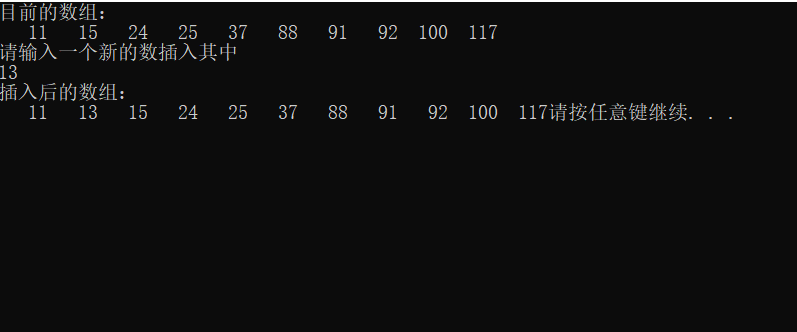 目前的数组:
11 15 24 25 37 88 91 92 100 117
请输入一个新的数插入其中
13
插入后的数组:
11 13 15 24 25 37 88 91 92 100 117请按任意键继续. . .